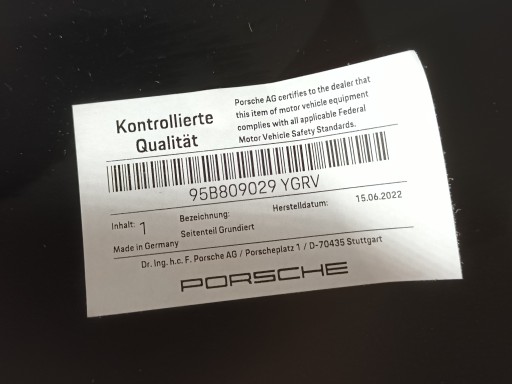 Kontrollierte
Qualität
Porsche AG certifies to the dealer that
this item of motor vehicle equipment
complies with all applicable Federal
Motor Vehicle Safety Standards.
95B809029 YGRV
Inhalt: 1
Bezeichnung:
Seitenteil Grundiert
Herstelldatum:
15.06.2022
Made in Germany
Dr. Ing. h.c. F. Porsche AG / Porscheplatz 1 / D-70435 Stuttgart
PORSCHE